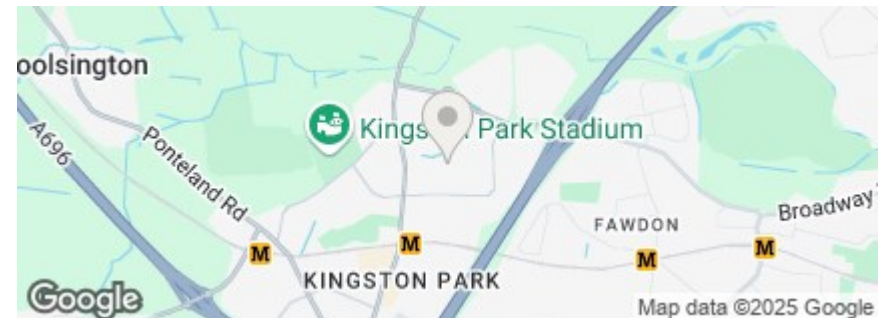 oolsington
A696
Ponteland Rd
Kingst n Park Stadium
Broadway
FAWDON
M
M
M
M
KINGSTON PARK
Google
Map data ©2025 Google